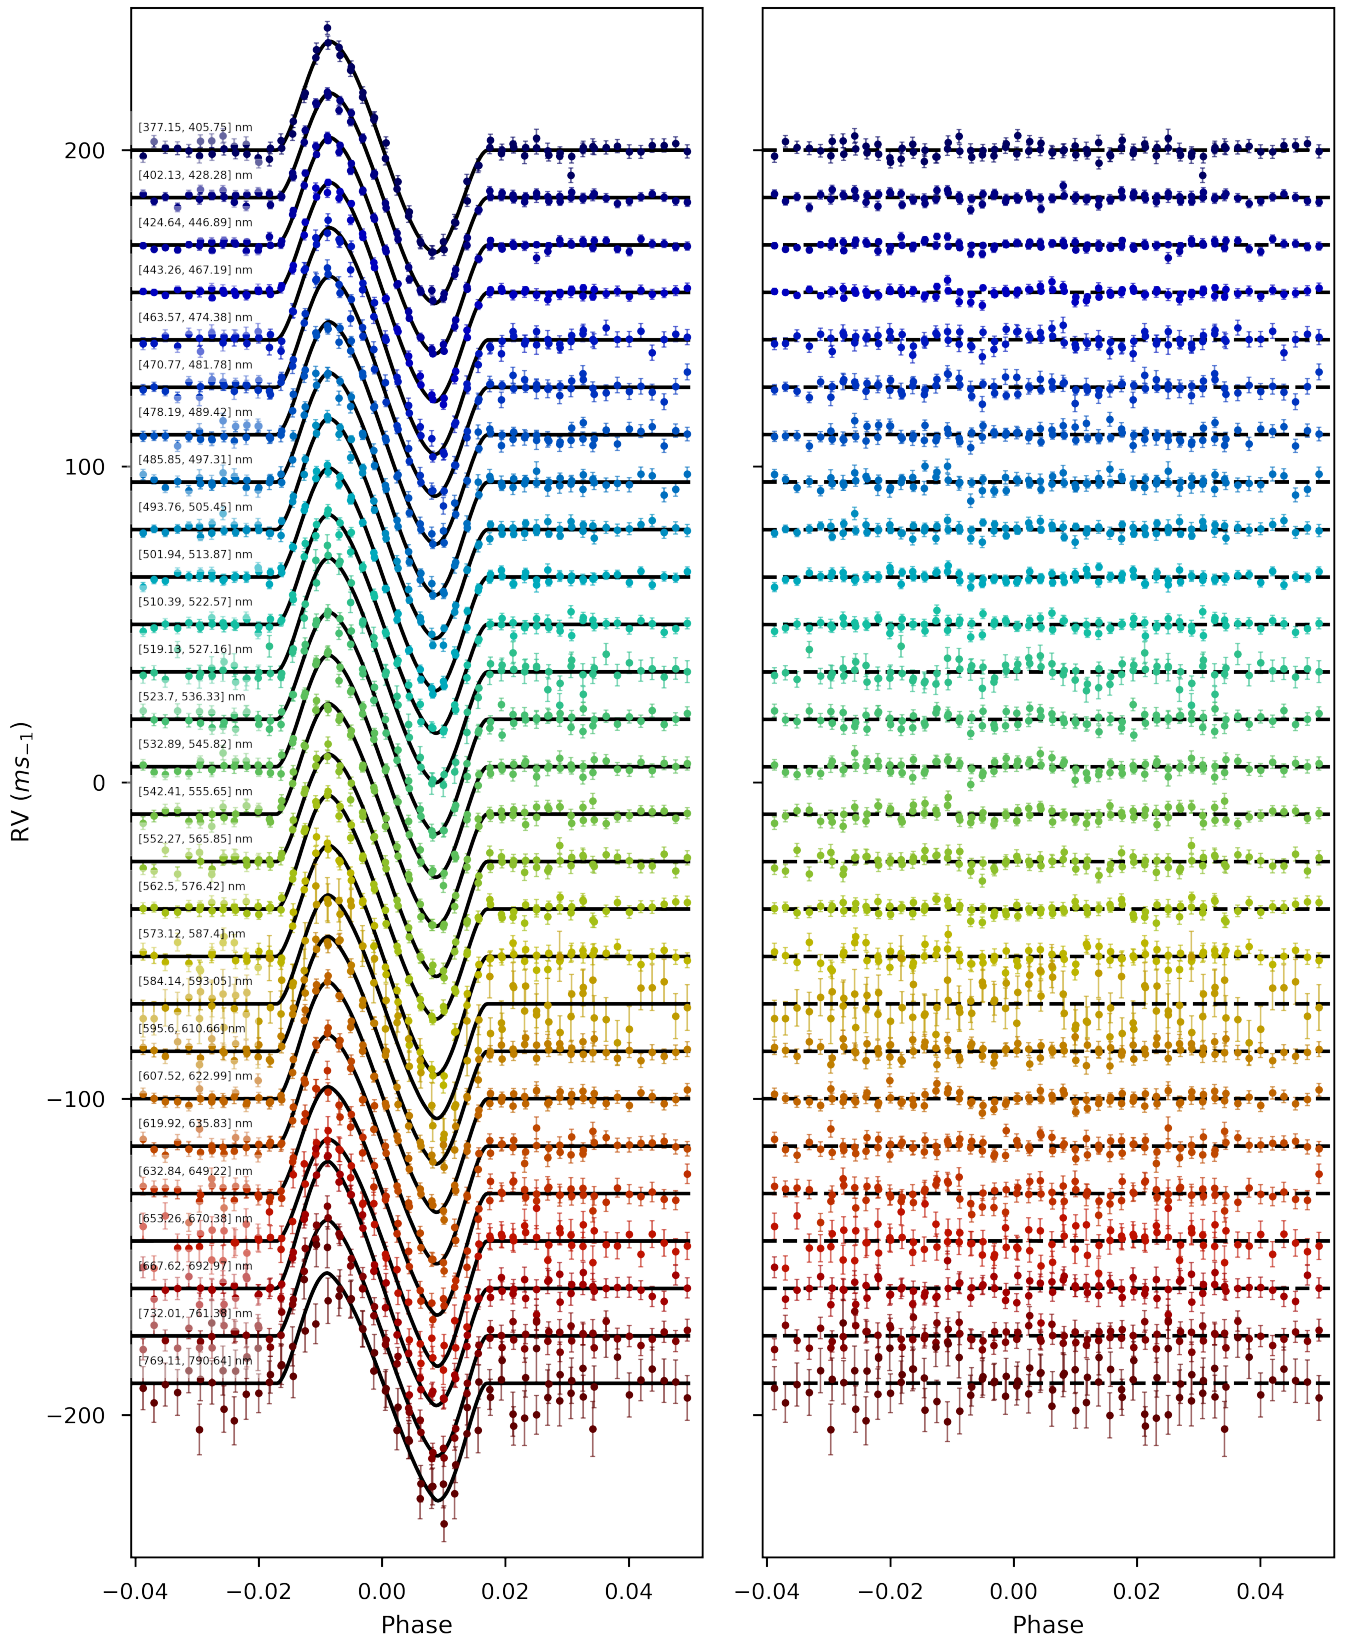 [377.15, 405.75] nm
200
[402.13, 428.28] nm
[424.64, 446.89] nm
[443.26, 467.19] nm
[463.57, 474.38] nm
[470.77, 481.78] nm
[478.19, 489.42] nm
[485.85, 497.31] nm
100
[493.76, 505.45] nm
[501.94, 513.87] nm
[510.39, 522.57] nm
[519.13, 527.16] nm
[523.7, 536.33] nm
[532.89, 545.82] nm
0
RV (ms−1)
[542.41, 555.65] nm
[552.27, 565.85] nm
[562.5, 576.42] nm
[573.12, 587.4] nm
[584.14, 593.05] nm
[595.6, 610.66] nm
[607.52, 622.99] nm
−100
[619.92, 635.83] nm
[632.84, 649.22] nm
[653.26, 670.38] nm
[667.62, 692.97] nm
[732.01, 761.38] nm
[769.11, 790.64] nm
−200
−0.04 −0.02 0.00 0.02 0.04 −0.04 −0.02 0.00 0.02 0.04
Phase Phase